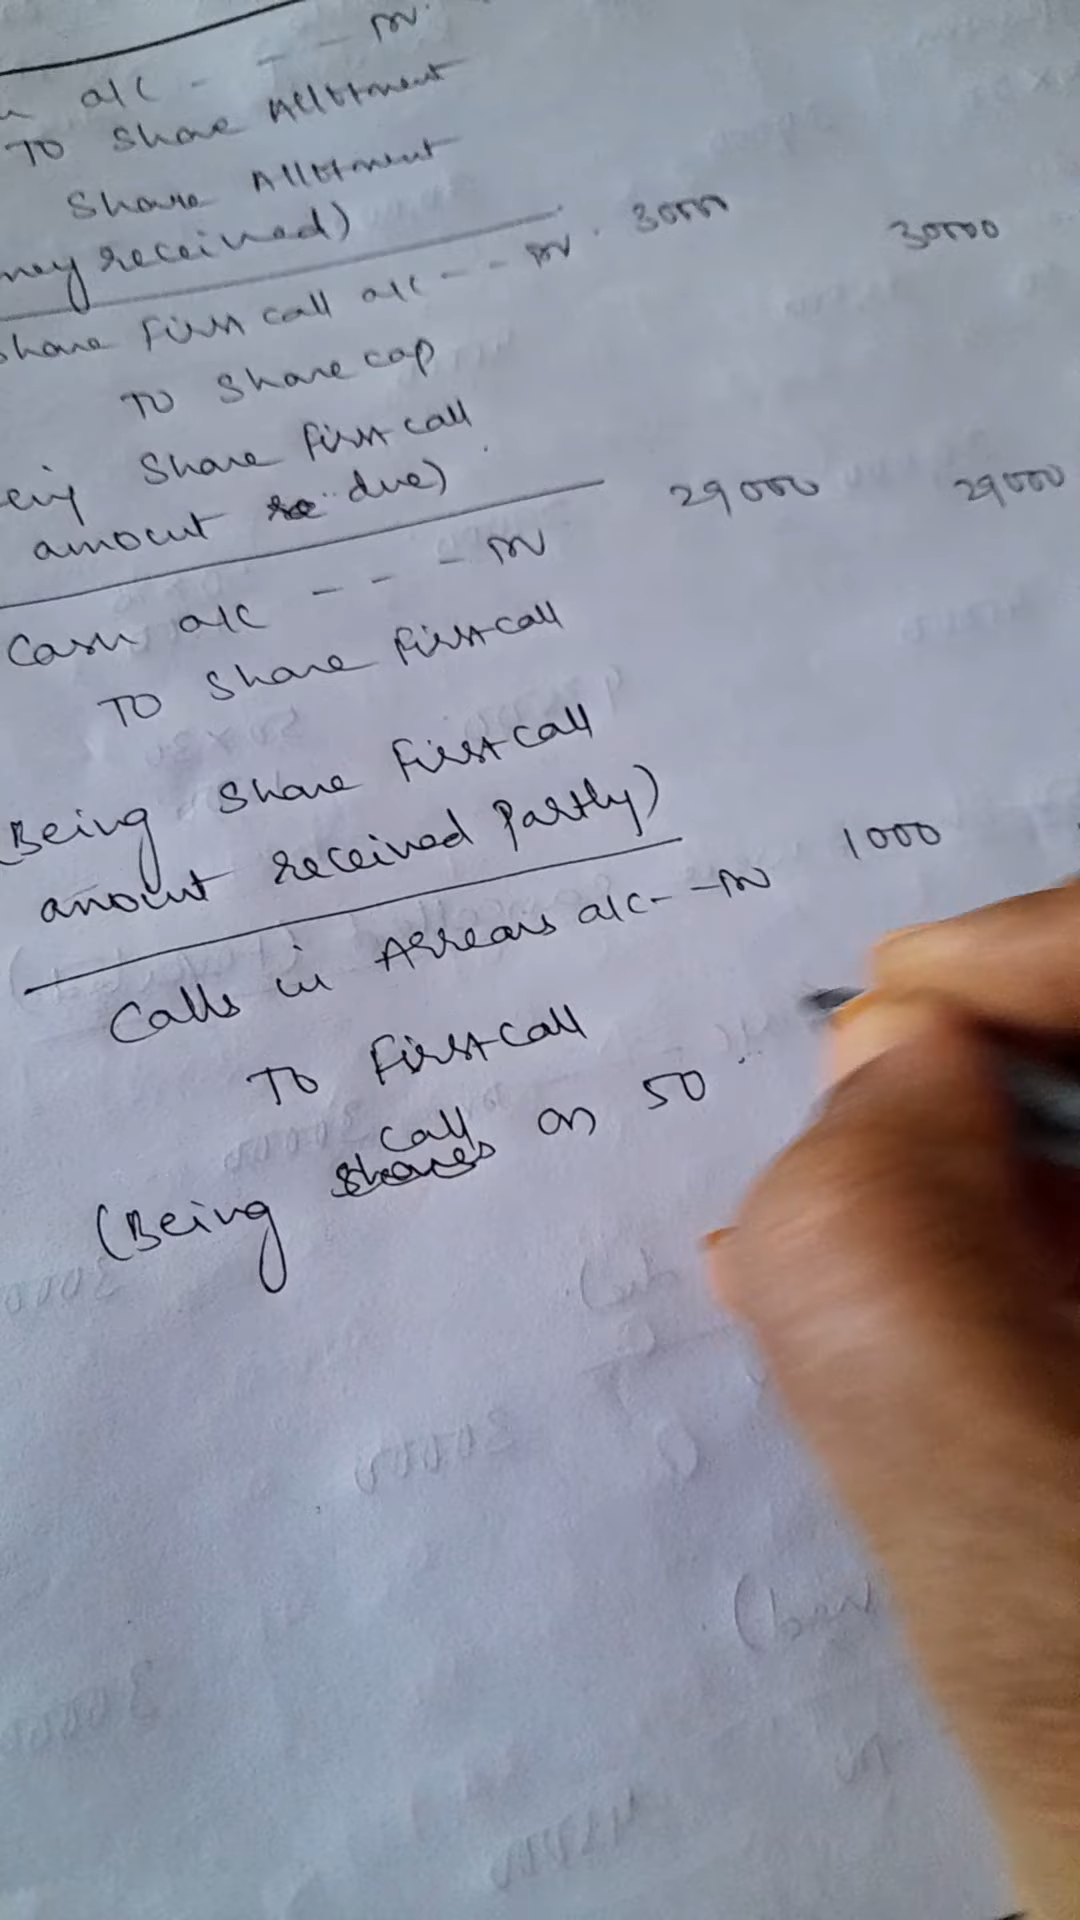 a/c - - - Dr.
To Share Allotment
Share Allotment
received)
Share First call a/c - - Dr. 30000 30000
To Share cap
Share First call
amount due)
Cash a/c - - - Dr 29000 29000
To Share First call
(Being Share First call
amount received Partly)
Calls in Arrears a/c - - Dr 1000
To First call
call
(Being on 50